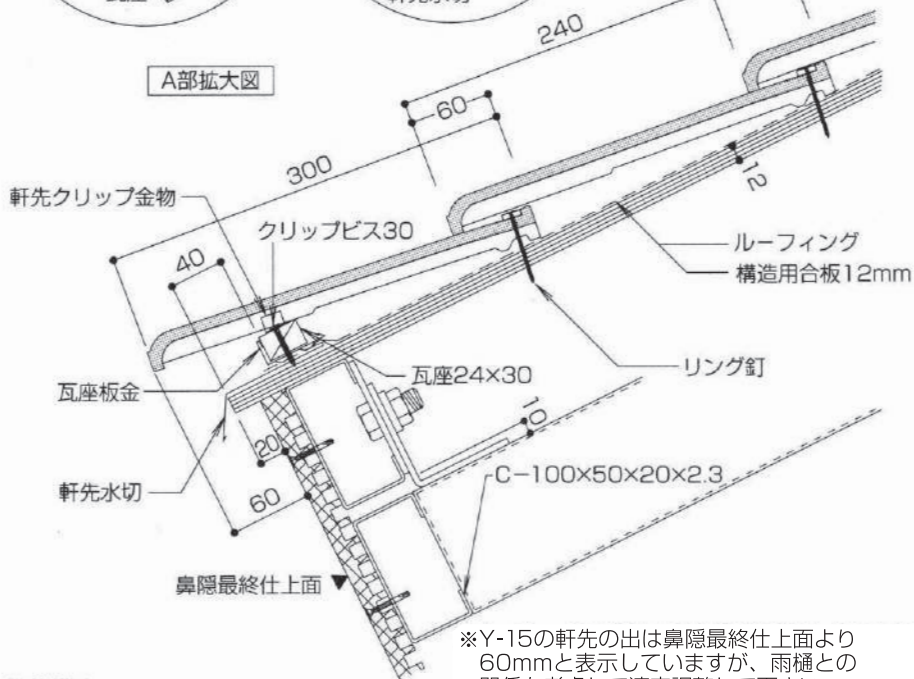 A部拡大図
240
60
300
12
軒先クリップ金物
クリップビス30
40
ルーフィング
構造用合板12mm
瓦座板金
瓦座24×30
リング釘
20
10
軒先水切
60
C-100×50×20×2.3
鼻隠最終仕上面
※Y-15の軒先の出は鼻隠最終仕上面より
60mmと表示していますが、雨樋との